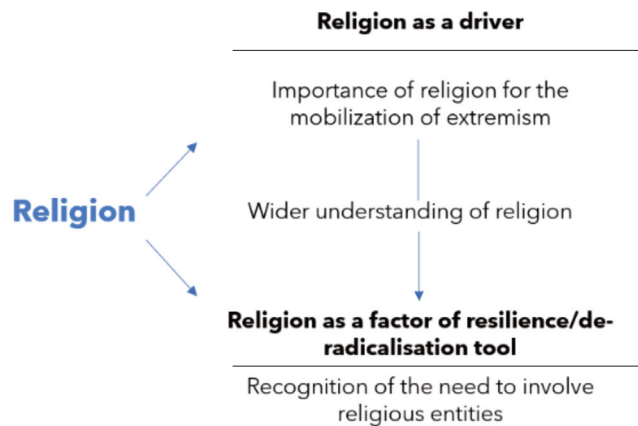 Religion as a driver
Importance of religion for the
mobilization of extremism
Religion
Wider understanding of religion
Religion as a factor of resilience/de-
radicalisation tool
Recognition of the need to involve
religious entities